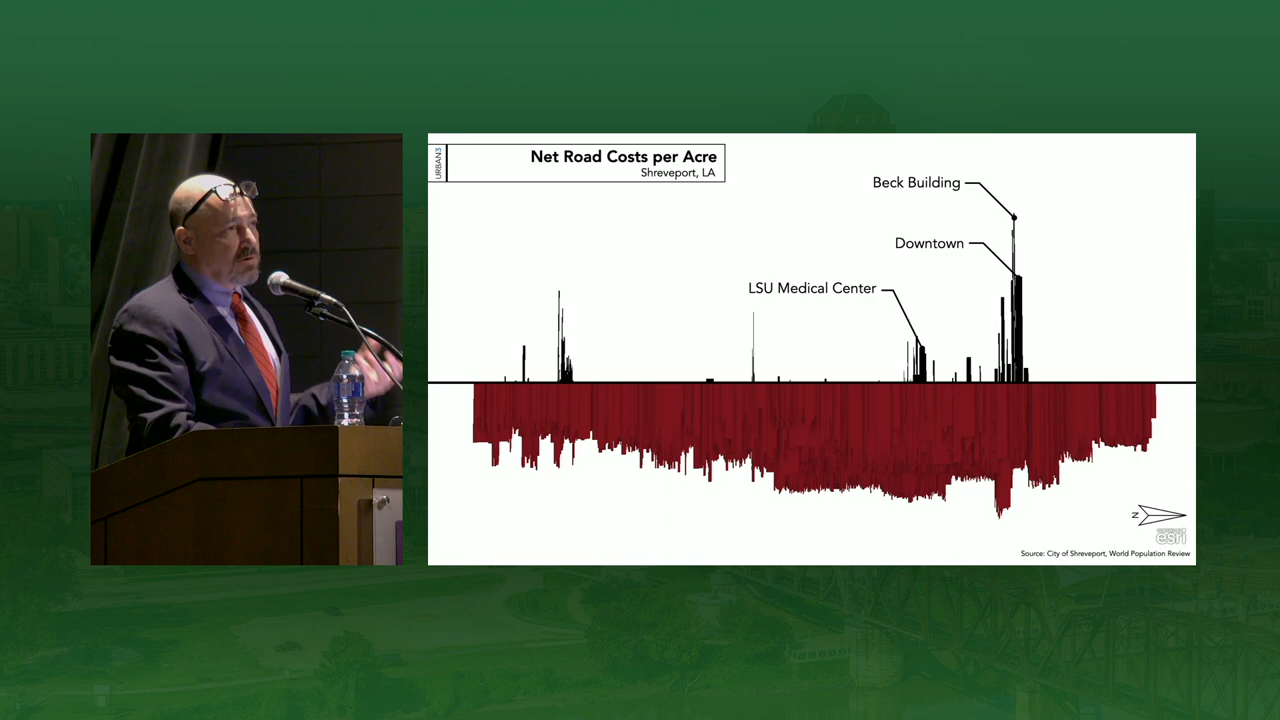 URBAN3
Net Road Costs per Acre
Shreveport, LA
Beck Building
Downtown
LSU Medical Center
N
esri
Source: City of Shreveport, World Population Review